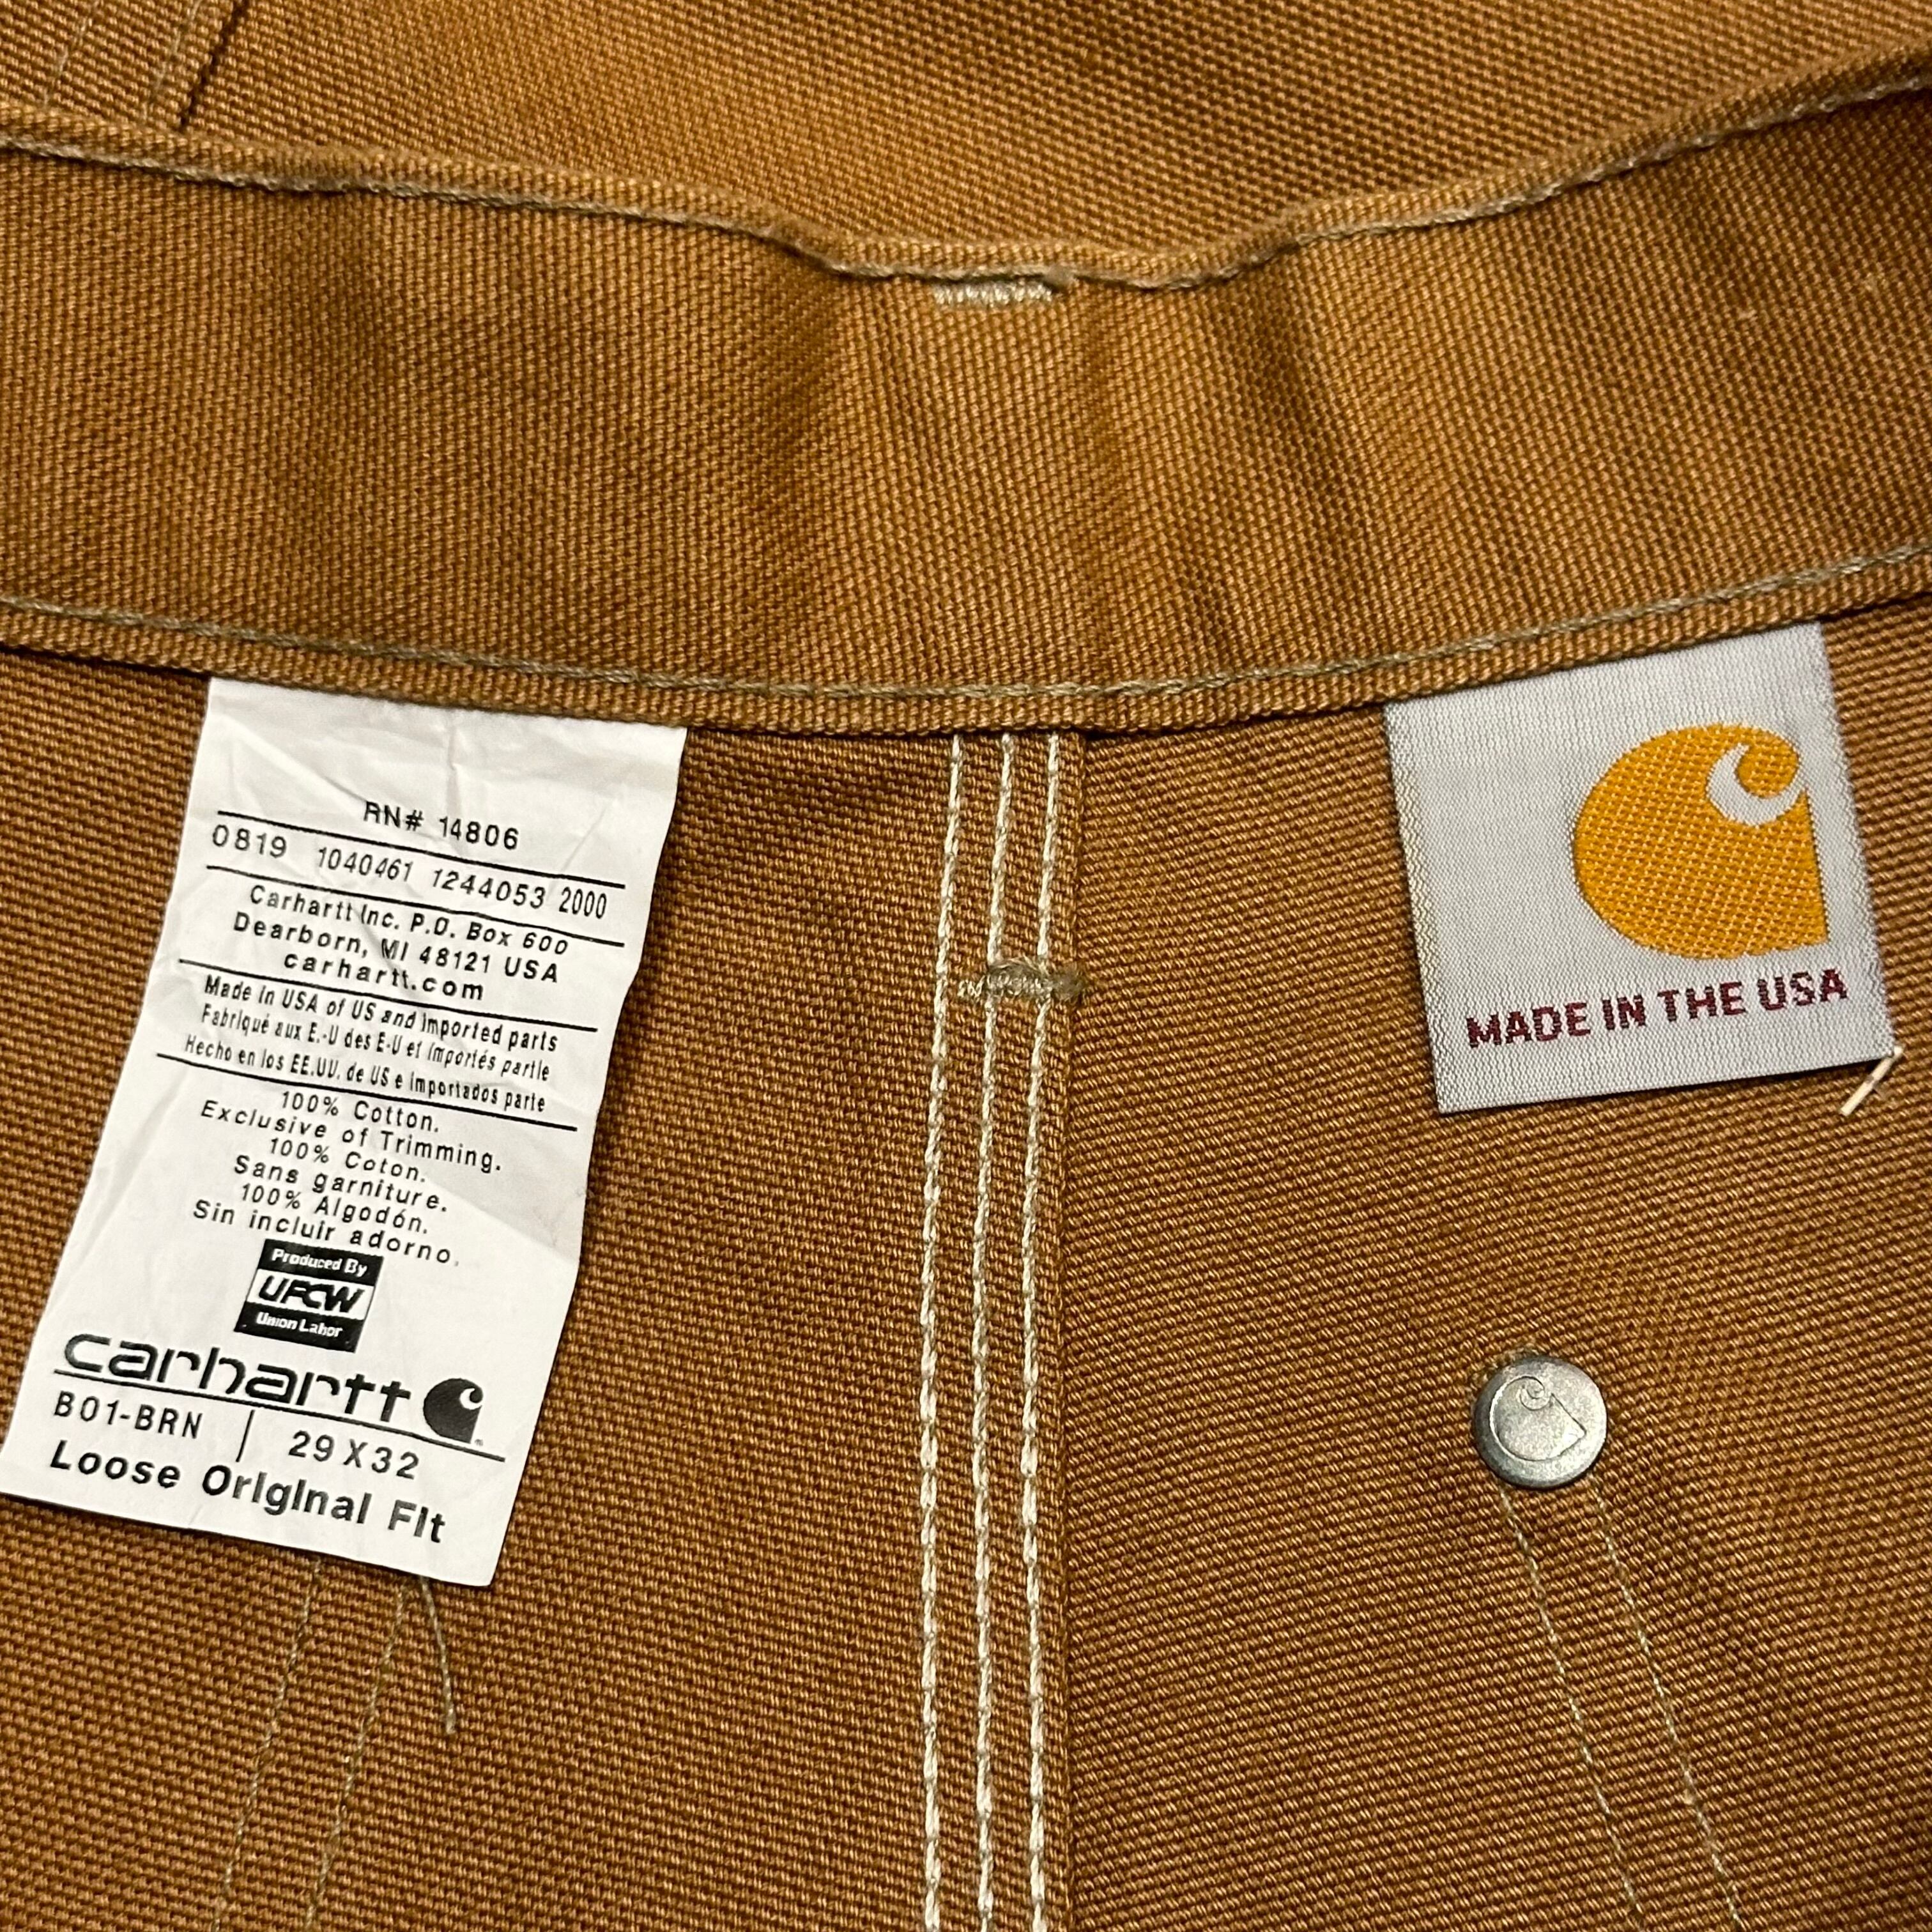 RN# 14806
0819 1040461 1244053 2000
Carhartt Inc. P.O. Box 600
Dearborn, MI 48121 USA
carhartt.com
Made in USA of US and imported parts
Fabriqué aux E.-U des E-U et importés partie
Hecho en los EE.UU. de US e importados parte
100% Cotton.
Exclusive of Trimming.
100% Coton.
Sans garniture.
100% Algodón.
Sin incluir adorno.
Produced By
UFCW
Union Labor
carhartt
B01-BRN | 29 X 32
Loose Original Fit
MADE IN THE USA